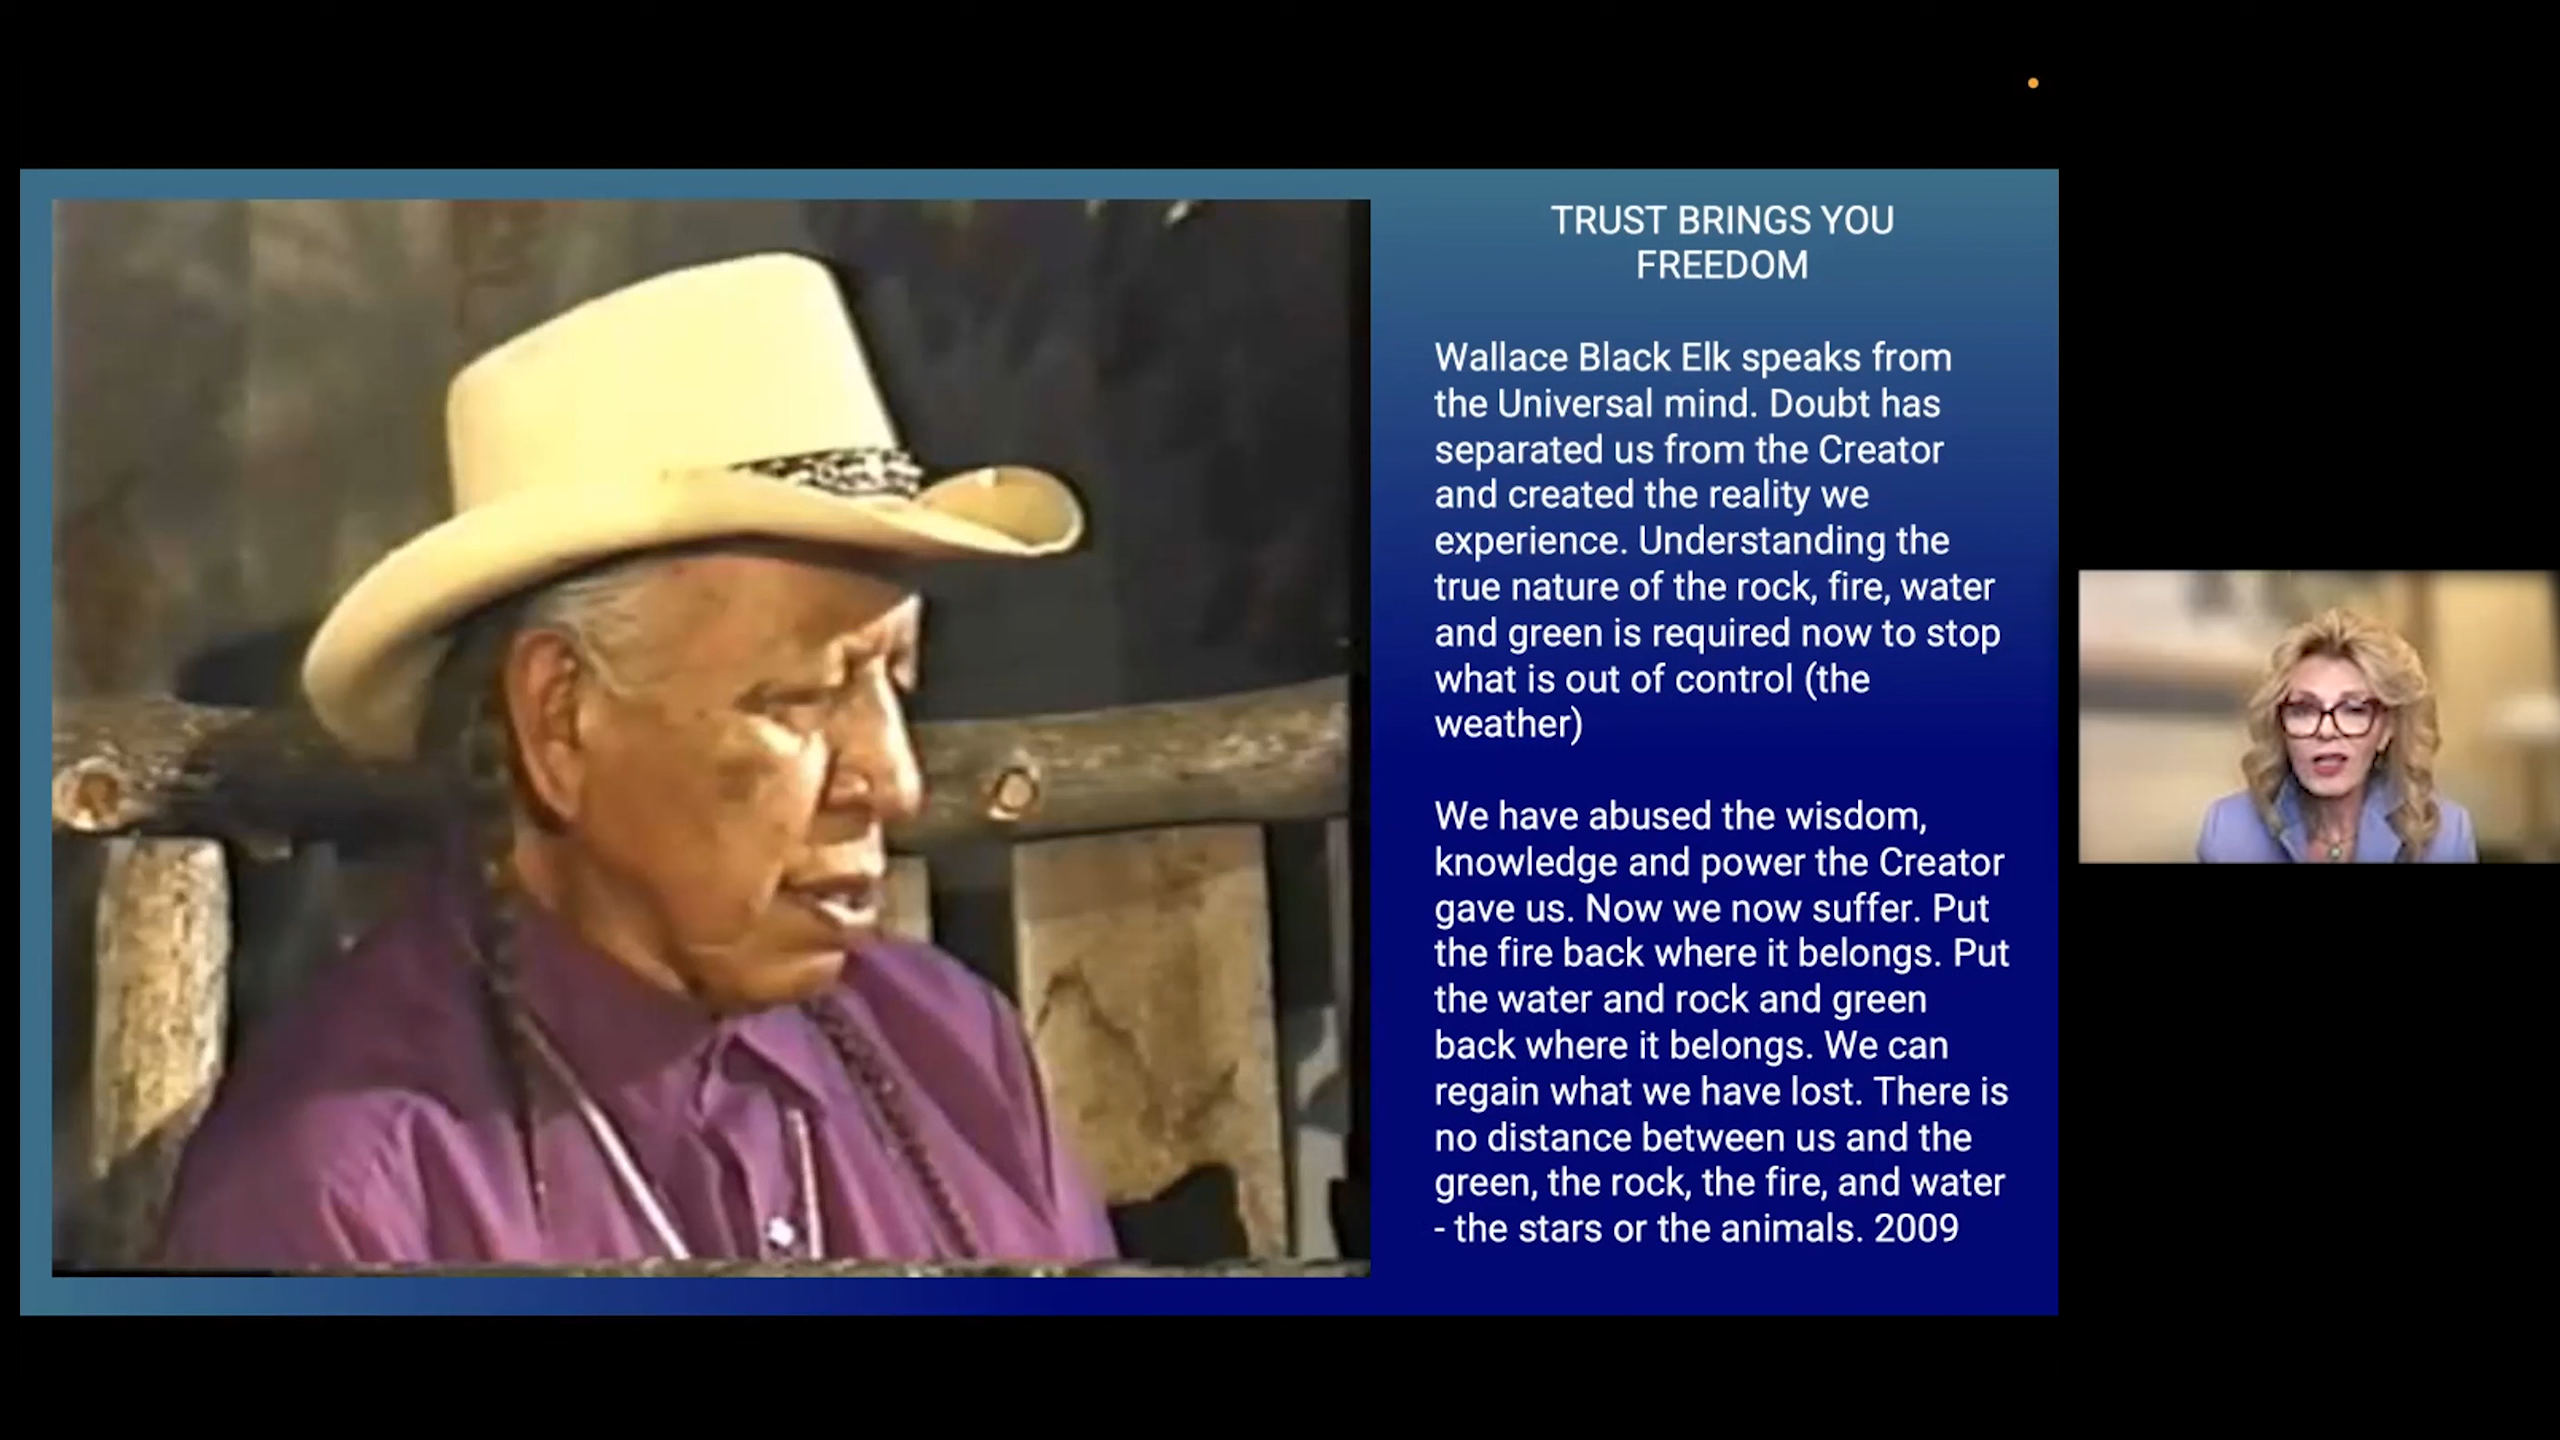 TRUST BRINGS YOU
FREEDOM
Wallace Black Elk speaks from
the Universal mind. Doubt has
separated us from the Creator
and created the reality we
experience. Understanding the
true nature of the rock, fire, water
and green is required now to stop
what is out of control (the
weather)
We have abused the wisdom,
knowledge and power the Creator
gave us. Now we now suffer. Put
the fire back where it belongs. Put
the water and rock and green
back where it belongs. We can
regain what we have lost. There is
no distance between us and the
green, the rock, the fire, and water
- the stars or the animals. 2009